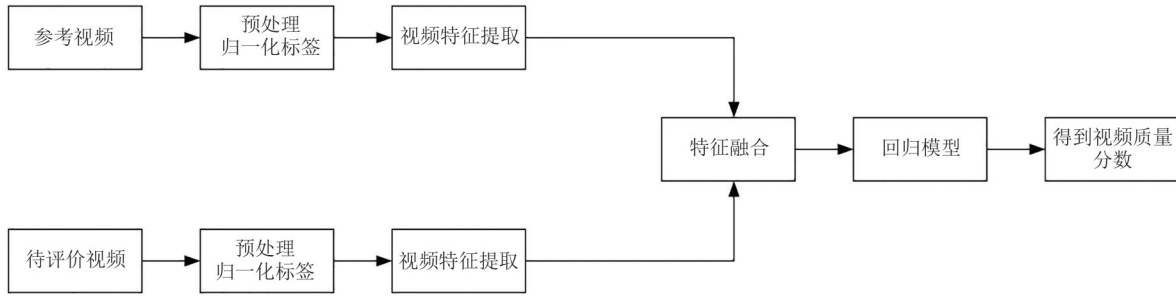 参考视频
预处理
归一化标签
视频特征提取
特征融合
回归模型
得到视频质量
分数
待评价视频
预处理
归一化标签
视频特征提取